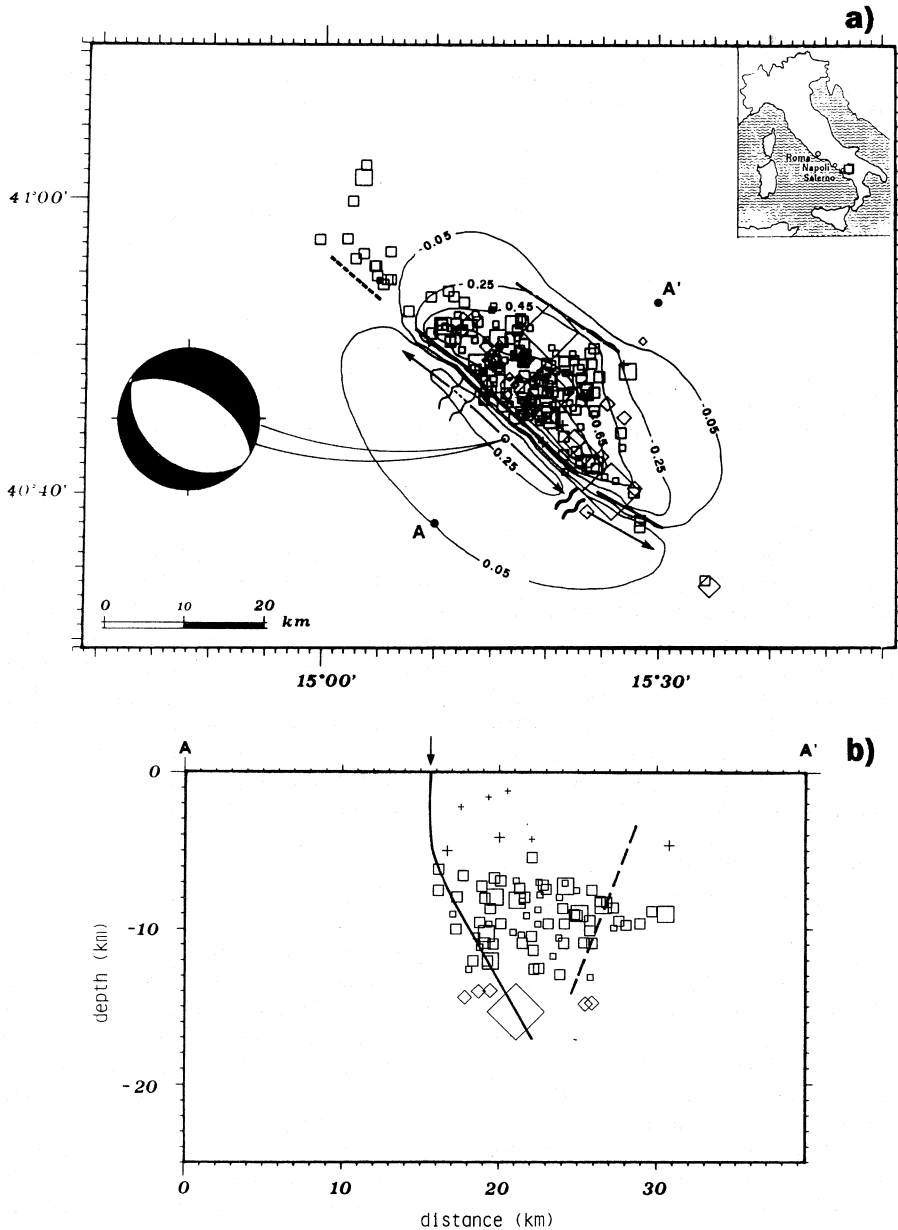 a)
Roma
Napoli
Salerno
41°00'
-0.05
-0.25
-0.45
A'
-0.65
-0.25
-0.05
0.25
40°40'
A
0.05
0 10 20
km
15°00' 15°30'
b)
A A'
0
-10
-20
depth (km)
0 10 20 30
distance (km)